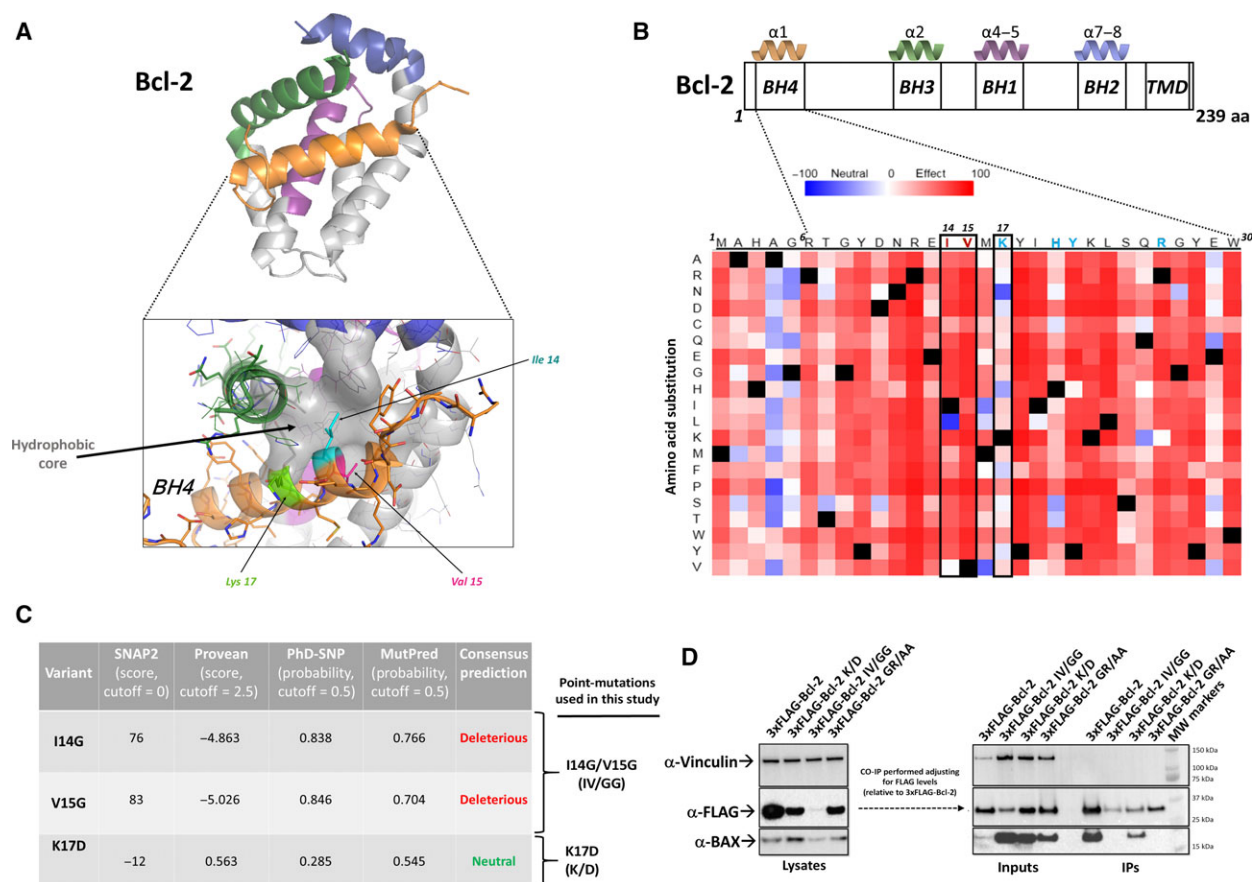 A
Bcl-2
Hydrophobic
core
BH4
Ile 14
Lys 17
Val 15
B
α1
α2
α4–5
α7–8
Bcl-2
BH4
BH3
BH1
BH2
TMD
1
239 aa
−100 Neutral 0 Effect 100
1 6 14 15 17 30
M A H A G R T G Y D N R E I V M K Y I H Y K L S Q R G Y E W
Amino acid substitution
A
R
N
D
C
Q
E
G
H
I
L
K
M
F
P
S
T
W
Y
V
C
Variant
SNAP2
(score,
cutoff = 0)
Provean
(score,
cutoff = 2.5)
PhD-SNP
(probability,
cutoff = 0.5)
MutPred
(probability,
cutoff = 0.5)
Consensus
prediction
I14G 76 −4.863 0.838 0.766 Deleterious
V15G 83 −5.026 0.846 0.704 Deleterious
K17D −12 0.563 0.285 0.545 Neutral
Point-mutations
used in this study
I14G/V15G
(IV/GG)
K17D
(K/D)
D
3xFLAG-Bcl-2
3xFLAG-Bcl-2 K/D
3xFLAG-Bcl-2 IV/GG
3xFLAG-Bcl-2 GR/AA
3xFLAG-Bcl-2
3xFLAG-Bcl-2 IV/GG
3xFLAG-Bcl-2 K/D
3xFLAG-Bcl-2 GR/AA
3xFLAG-Bcl-2
3xFLAG-Bcl-2 IV/GG
3xFLAG-Bcl-2 K/D
3xFLAG-Bcl-2 GR/AA
MW markers
α-Vinculin
α-FLAG
α-BAX
CO-IP performed adjusting
for FLAG levels
(relative to 3xFLAG-Bcl-2)
150 kDa
100 kDa
75 kDa
37 kDa
25 kDa
15 kDa
Lysates
Inputs
IPs